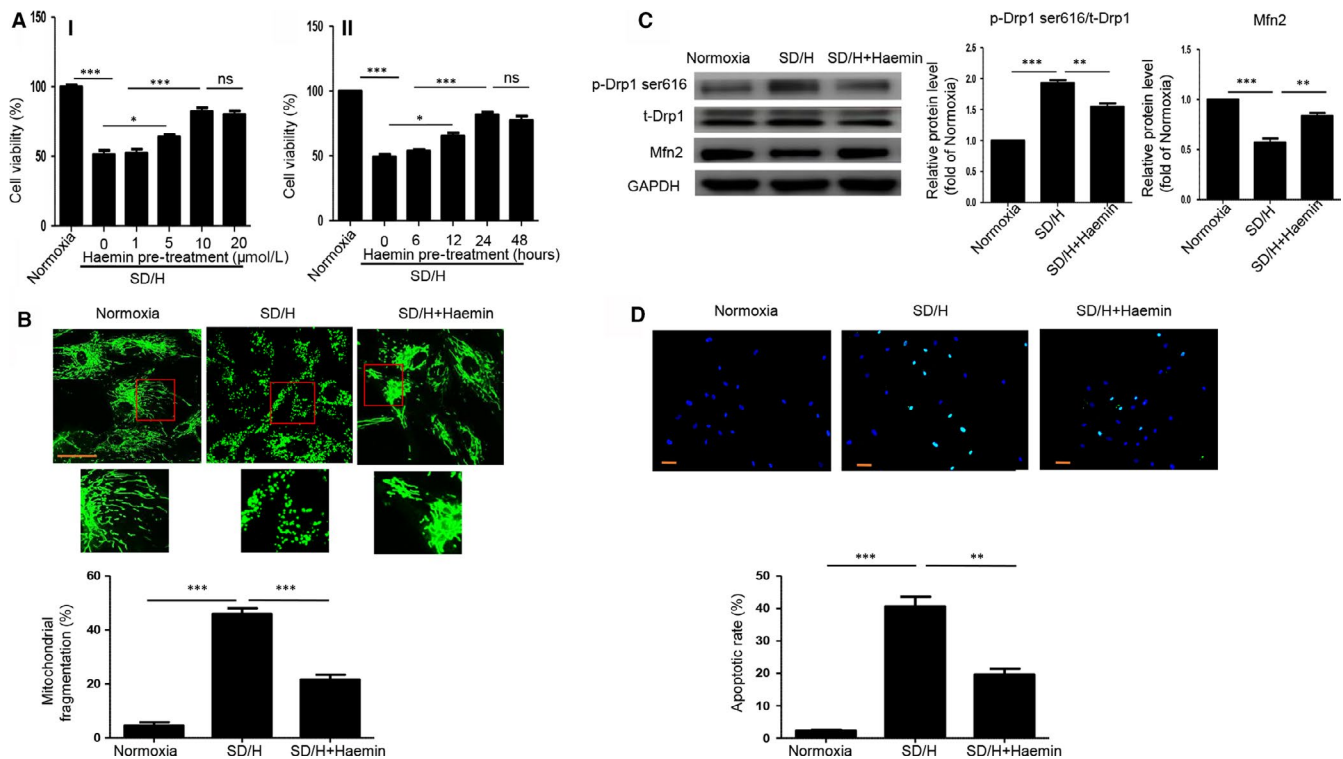 A
I
Cell viability (%)
150
100
50
0
***
***
ns
*
Normoxia
0 1 5 10 20
Haemin pre-treatment (µmol/L)
SD/H
II
Cell viability (%)
150
100
50
0
***
***
ns
*
Normoxia
0 6 12 24 48
Haemin pre-treatment (hours)
SD/H
B
Normoxia SD/H SD/H+Haemin
Mitochondrial
fragmentation (%)
60
40
20
0
*** ***
Normoxia SD/H SD/H+Haemin
C
Normoxia SD/H SD/H+Haemin
p-Drp1 ser616
t-Drp1
Mfn2
GAPDH
p-Drp1 ser616/t-Drp1
Relative protein level
(fold of Normoxia)
2.5
2.0
1.5
1.0
0.5
0.0
*** **
Normoxia
SD/H
SD/H+Haemin
Mfn2
Relative protein level
(fold of Normoxia)
1.5
1.0
0.5
0.0
*** **
Normoxia
SD/H
SD/H+Haemin
D
Normoxia SD/H SD/H+Haemin
Apoptotic rate (%)
50
40
30
20
10
0
*** **
Normoxia SD/H SD/H+Haemin